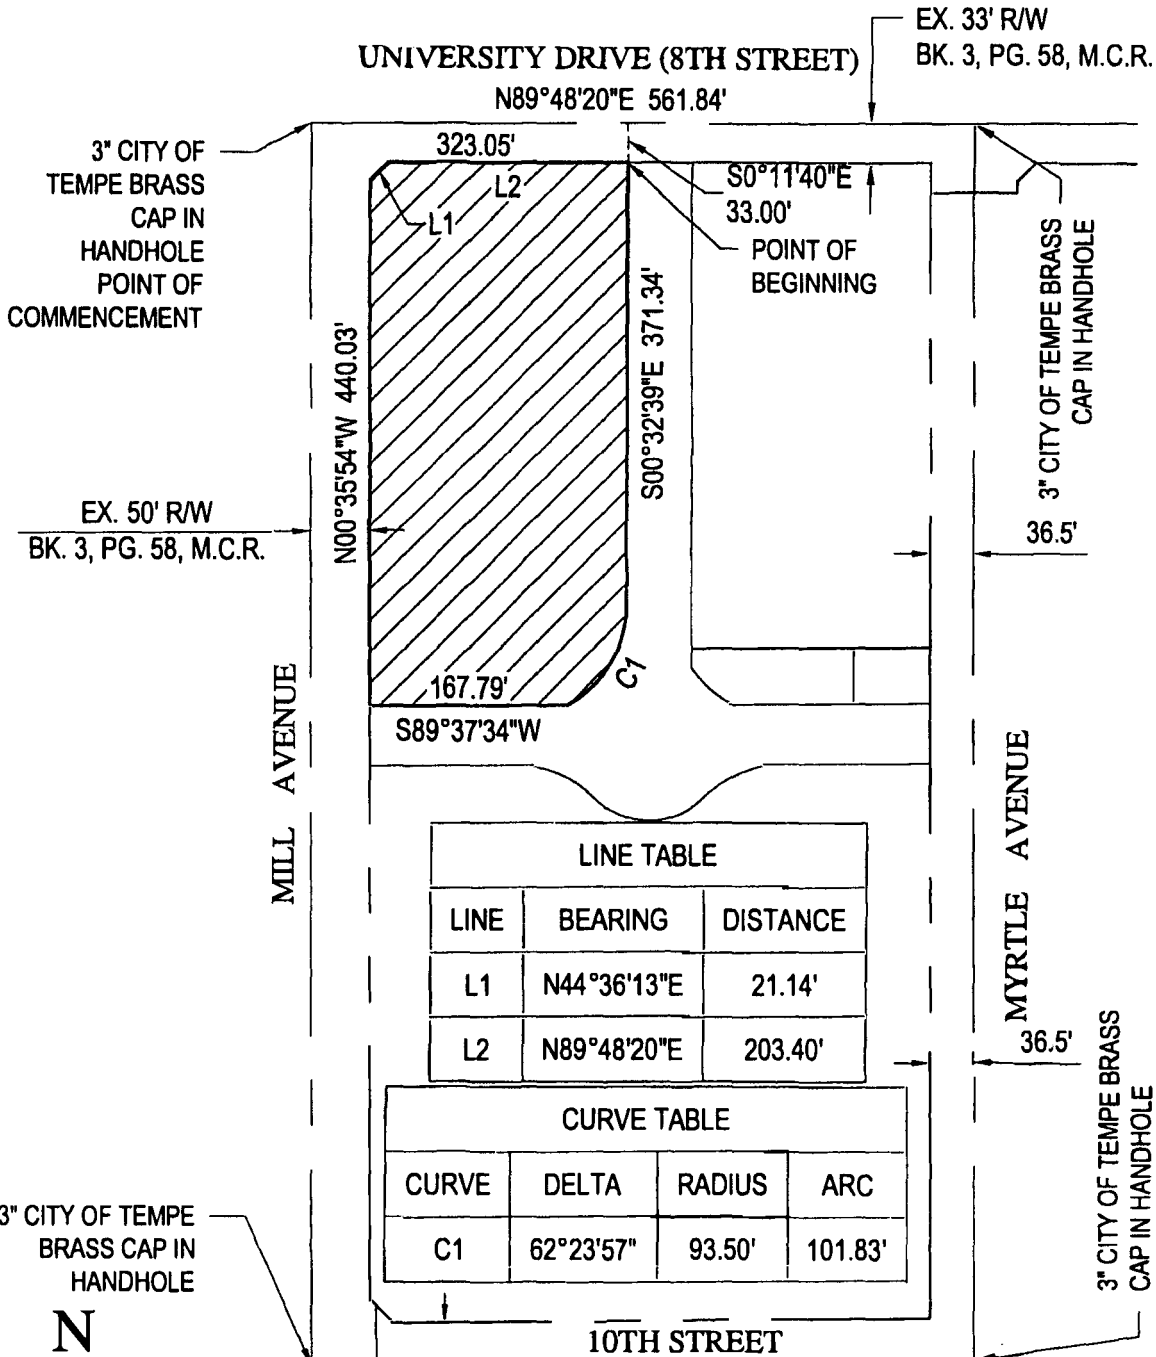 EX. 33' R/W
BK. 3, PG. 58, M.C.R.
UNIVERSITY DRIVE (8TH STREET)
N89°48'20"E 561.84'
3" CITY OF
TEMPE BRASS
CAP IN
HANDHOLE
POINT OF
COMMENCEMENT
323.05'
L2
L1
S0°11'40"E
33.00'
POINT OF
BEGINNING
3" CITY OF TEMPE BRASS
CAP IN HANDHOLE
N00°35'54"W 440.03'
S00°32'39"E 371.34'
EX. 50' R/W
BK. 3, PG. 58, M.C.R.
36.5'
C1
167.79'
S89°37'34"W
MILL AVENUE
MYRTLE AVENUE
LINE TABLE
LINE BEARING DISTANCE
L1 N44°36'13"E 21.14'
L2 N89°48'20"E 203.40'
36.5'
CURVE TABLE
CURVE DELTA RADIUS ARC
C1 62°23'57" 93.50' 101.83'
3" CITY OF TEMPE BRASS
CAP IN HANDHOLE
3" CITY OF TEMPE
BRASS CAP IN
HANDHOLE
N
10TH STREET